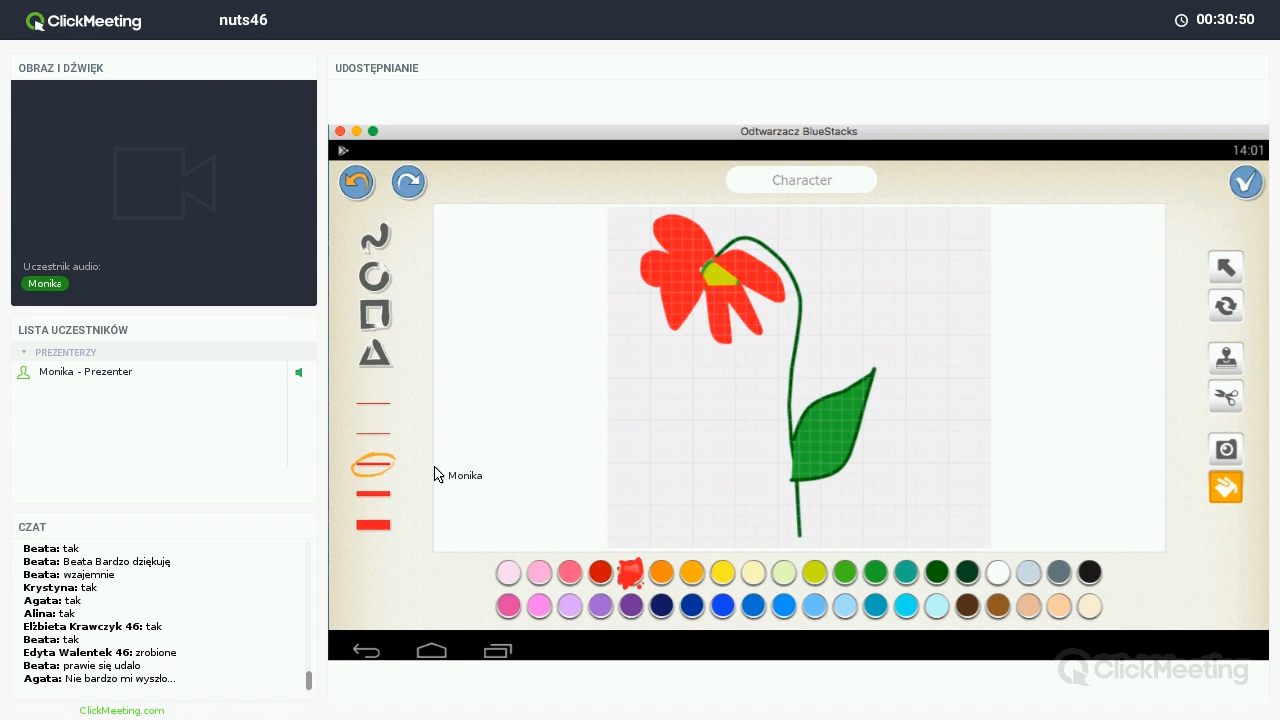 ClickMeeting
nuts46
00:30:50
OBRAZ I DŹWIĘK
Uczestnik audio:
Monika
LISTA UCZESTNIKÓW
PREZENTERZY
Monika - Prezenter
CZAT
Beata: tak
Beata: Beata Bardzo dziękuję
Beata: wzajemnie
Krystyna: tak
Agata: tak
Alina: tak
Elżbieta Krawczyk 46: tak
Beata: tak
Edyta Walentek 46: zrobione
Beata: prawie się udalo
Agata: Nie bardzo mi wyszło...
ClickMeeting.com
UDOSTĘPNIANIE
Odtwarzacz BlueStacks
14:01
Character
Monika
ClickMeeting